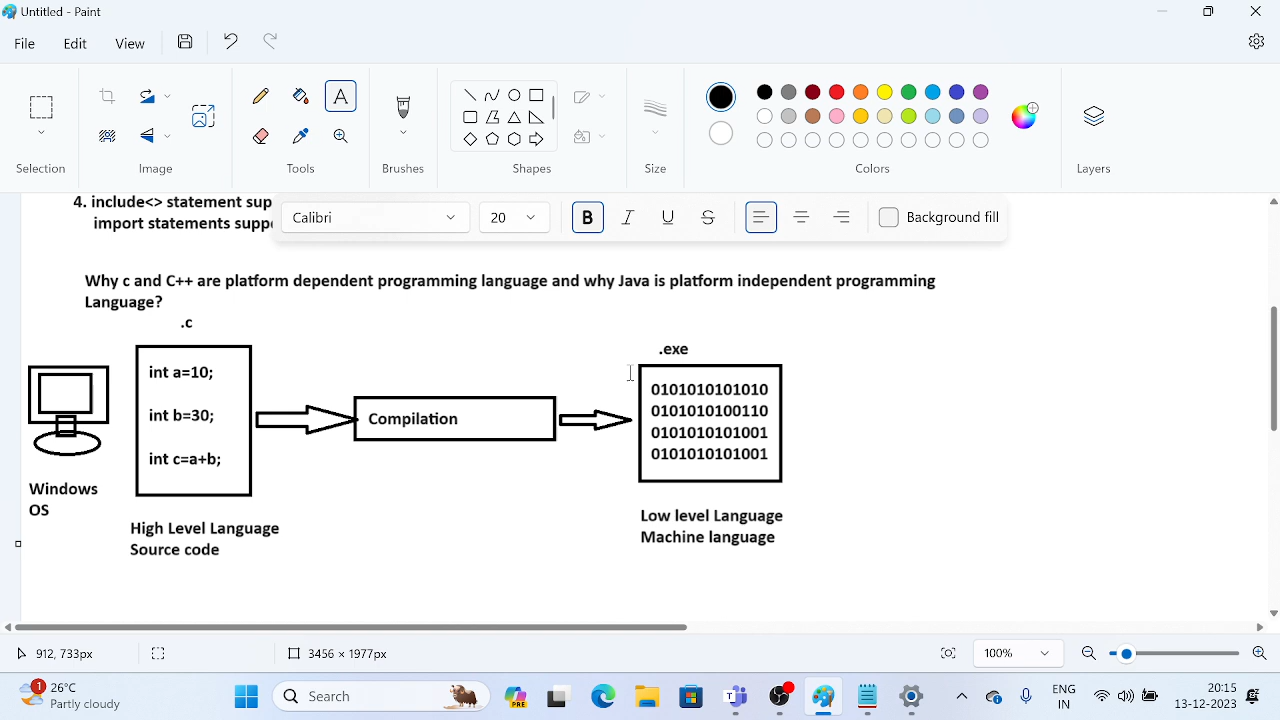 Untitled - Paint
File Edit View
Selection Image Tools Brushes Shapes Size Colors Layers
4. include<> statement sup
import statements supp
Calibri 20 B I U S Background fill
Why c and C++ are platform dependent programming language and why Java is platform independent programming
Language?
.c
int a=10;
int b=30;
int c=a+b;
Windows
OS
High Level Language
Source code
Compilation
.exe
0101010101010
0101010100110
0101010101001
0101010101001
Low level Language
Machine language
912, 733px 3456 × 1977px 100%
1 26°C
Partly cloudy
Search
PRE
ENG
IN
20:15
13-12-2023